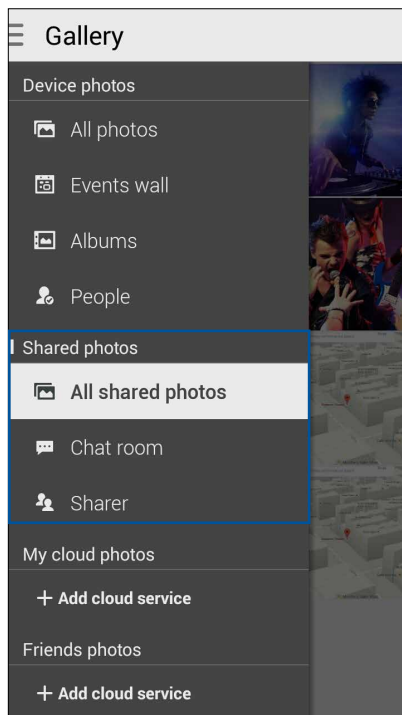 Gallery
Device photos
All photos
Events wall
Albums
People
Shared photos
All shared photos
Chat room
Sharer
My cloud photos
+ Add cloud service
Friends photos
+ Add cloud service